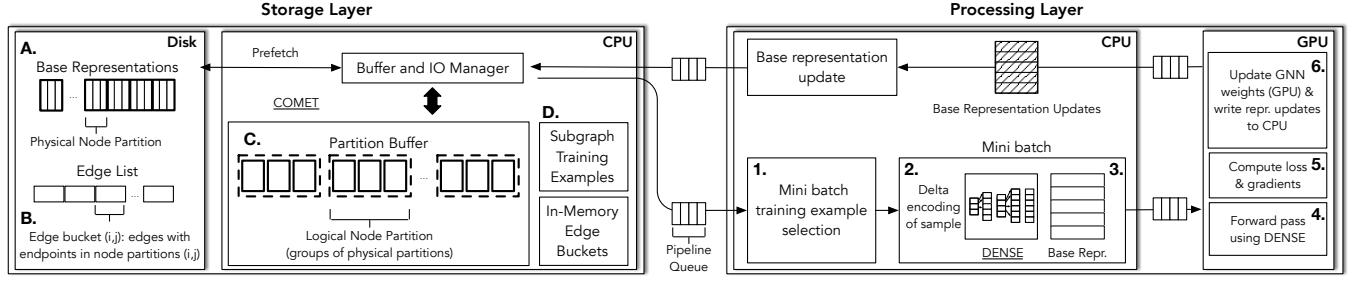 Storage Layer
Processing Layer
A.
Disk
Base Representations
...
Physical Node Partition
Edge List
...
B.
Edge bucket (i,j): edges with
endpoints in node partitions (i,j)
Prefetch
CPU
Buffer and IO Manager
COMET
C.
Partition Buffer
...
Logical Node Partition
(groups of physical partitions)
D.
Subgraph
Training
Examples
In-Memory
Edge
Buckets
Pipeline
Queue
CPU
Base representation
update
Base Representation Updates
Mini batch
1.
Mini batch
training example
selection
2.
Delta
encoding
of sample
DENSE
3.
Base Repr.
GPU
6.
Update GNN
weights (GPU) &
write repr. updates
to CPU
Compute loss
& gradients
5.
4.
Forward pass
using DENSE